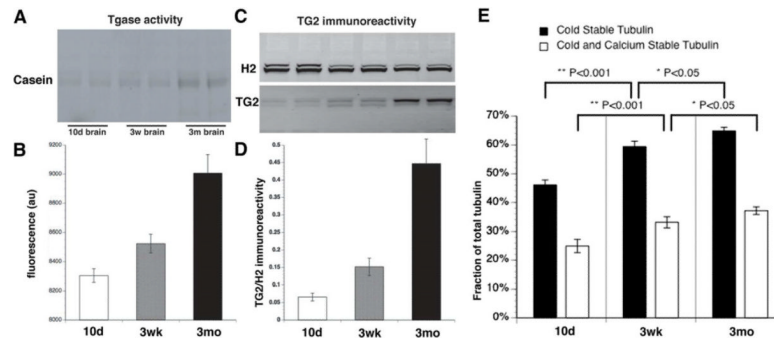 A
Tgase activity
Casein
10d brain 3w brain 3m brain
B
fluorescence (au)
9200
9000
8800
8600
8400
8200
8000
10d 3wk 3mo
C
TG2 immunoreactivity
H2
TG2
D
TG2/H2 immunoreactivity
0.5
0.45
0.4
0.35
0.3
0.25
0.2
0.15
0.1
0.05
0
10d 3wk 3mo
E
Cold Stable Tubulin
Cold and Calcium Stable Tubulin
** P<0.001 * P<0.05
** P<0.001 * P<0.05
Fraction of total tubulin
70%
60%
50%
40%
30%
20%
10%
0%
10d 3wk 3mo